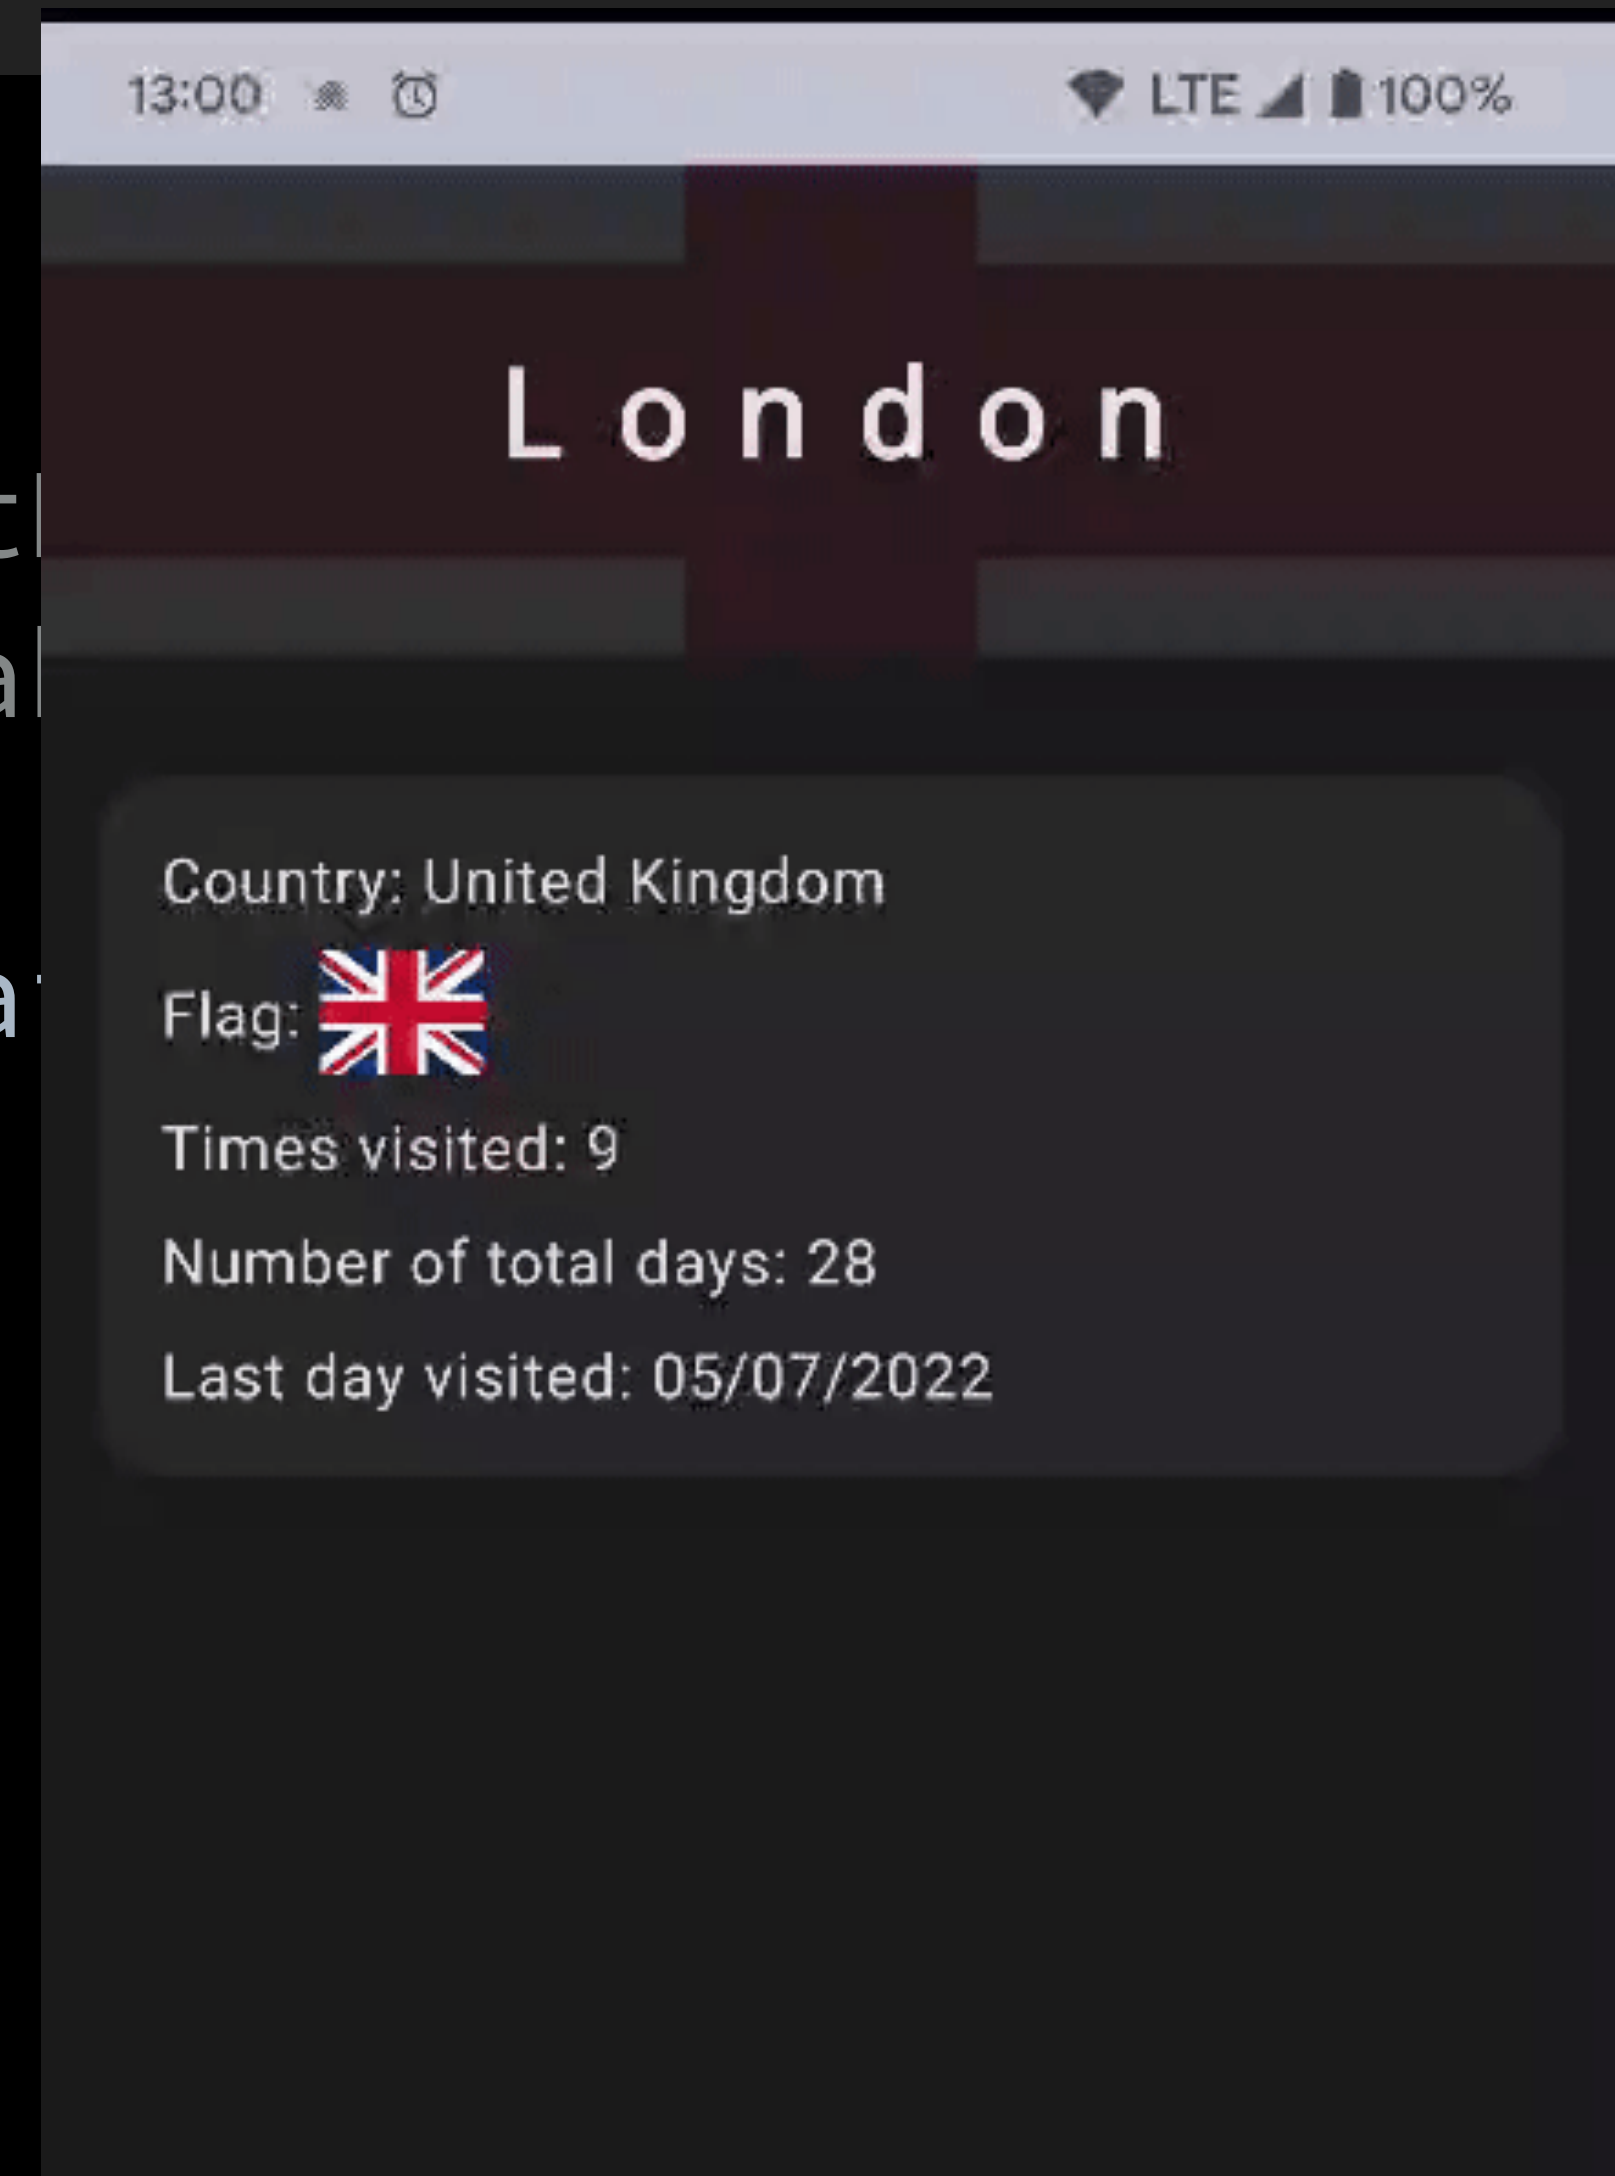 13:00 LTE 100%
London
Country: United Kingdom
Flag:
Times visited: 9
Number of total days: 28
Last day visited: 05/07/2022